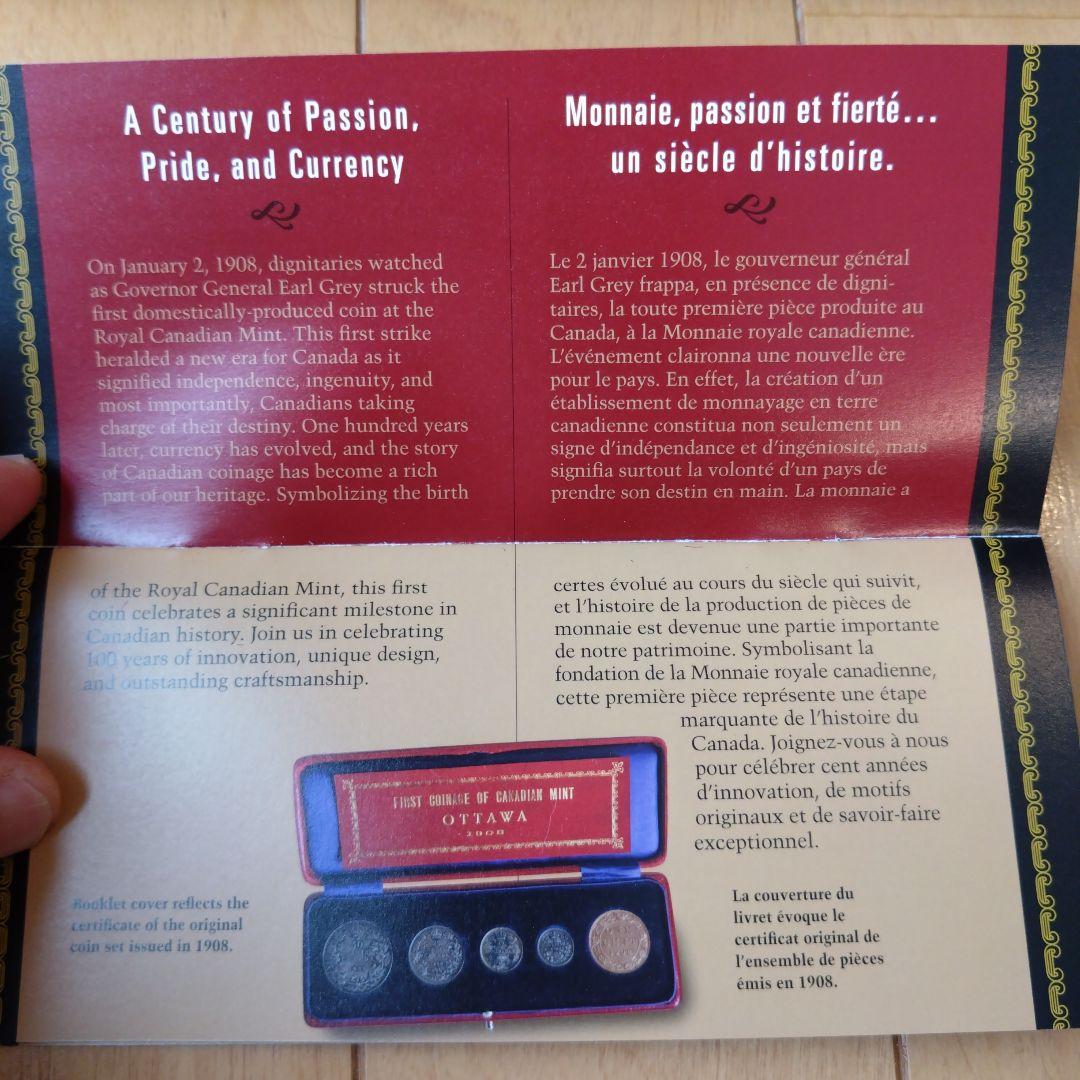 A Century of Passion,
Pride, and Currency
On January 2, 1908, dignitaries watched
as Governor General Earl Grey struck the
first domestically-produced coin at the
Royal Canadian Mint. This first strike
heralded a new era for Canada as it
signified independence, ingenuity, and
most importantly, Canadians taking
charge of their destiny. One hundred years
later, currency has evolved, and the story
of Canadian coinage has become a rich
part of our heritage. Symbolizing the birth
of the Royal Canadian Mint, this first
coin celebrates a significant milestone in
Canadian history. Join us in celebrating
100 years of innovation, unique design,
and outstanding craftsmanship.
Monnaie, passion et fierté...
un siècle d'histoire.
Le 2 janvier 1908, le gouverneur général
Earl Grey frappa, en présence de digni-
taires, la toute première pièce produite au
Canada, à la Monnaie royale canadienne.
L'événement claironna une nouvelle ère
pour le pays. En effet, la création d'un
établissement de monnayage en terre
canadienne constitua non seulement un
signe d'indépendance et d'ingéniosité, mais
signifia surtout la volonté d'un pays de
prendre son destin en main. La monnaie a
certes évolué au cours du siècle qui suivit,
et l'histoire de la production de pièces de
monnaie est devenue une partie importante
de notre patrimoine. Symbolisant la
fondation de la Monnaie royale canadienne,
cette première pièce représente une étape
marquante de l'histoire du
Canada. Joignez-vous à nous
pour célébrer cent années
d'innovation, de motifs
originaux et de savoir-faire
exceptionnel.
FIRST COINAGE OF CANADIAN MINT
OTTAWA
1908
Booklet cover reflects the
certificate of the original
coin set issued in 1908.
La couverture du
livret évoque le
certificat original de
l'ensemble de pièces
émis en 1908.